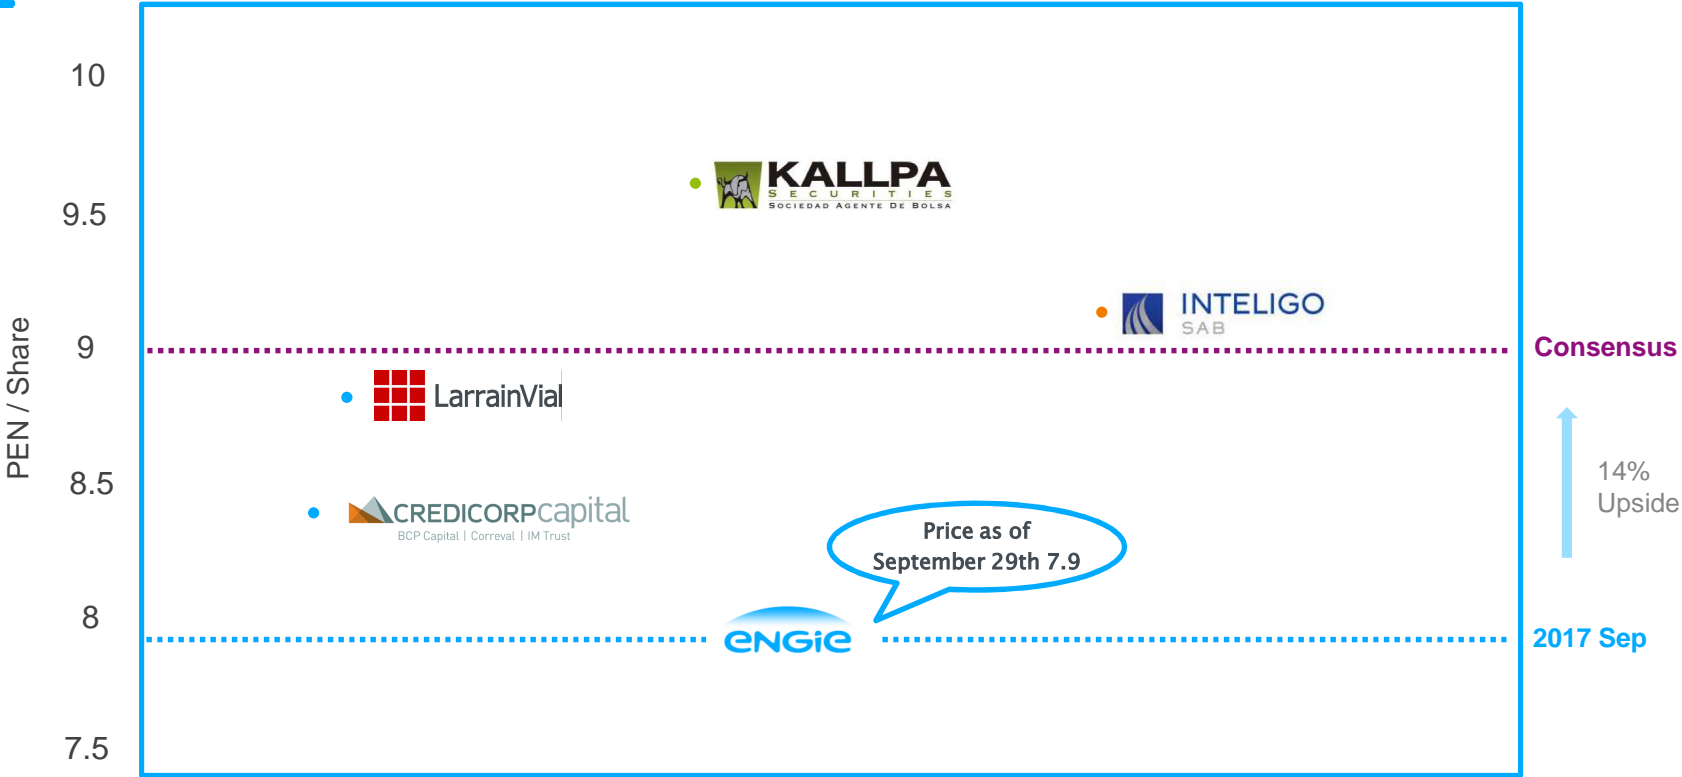 10
KALLPA
SECURITIES
SOCIEDAD AGENTE DE BOLSA
9.5
INTELIGO
SAB
PEN / Share
9
Consensus
LarrainVial
14%
Upside
8.5
CREDICORPcapital
BCP Capital | Correval | IM Trust
Price as of
September 29th 7.9
8
eNGie
2017 Sep
7.5